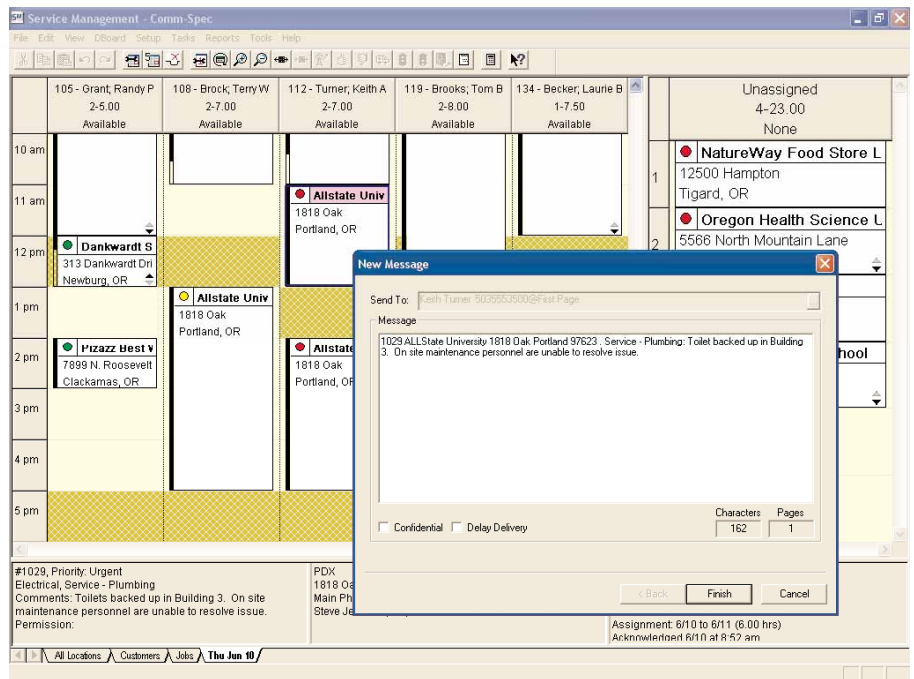 Service Management - Comm-Spec
File Edit View DBoard Setup Tasks Reports Tools Help
105 - Grant, Randy P
2-5.00
Available
108 - Brock, Terry W
2-7.00
Available
112 - Turner, Keith A
2-7.00
Available
119 - Brooks, Tom B
2-8.00
Available
134 - Becker, Laurie B
1-7.50
Available
Unassigned
4-23.00
None
10 am
11 am
12 pm
1 pm
2 pm
3 pm
4 pm
5 pm
Dankwardt S
313 Dankwardt Dri
Newburg, OR
Pizazz Best
7899 N. Roosevelt
Clackamas, OR
Allstate Univ
1818 Oak
Portland, OR
Allstate Univ
1818 Oak
Portland, OR
Allstate
1818 Oak
Portland, OF
1
NatureWay Food Store L
12500 Hampton
Tigard, OR
2
Oregon Health Science
5566 North Mountain Lane
hool
New Message
Send To: Keith Turner 5035553500@First Page
Message
1029 ALLState University 1818 Oak Portland 97623 . Service - Plumbing: Toilet backed up in Building
3. On site maintenance personnel are unable to resolve issue.
Confidential
Delay Delivery
Characters Pages
162 1
< Back Finish Cancel
#1029, Priority: Urgent
Electrical, Service - Plumbing
Comments: Toilets backed up in Building 3. On site
maintenance personnel are unable to resolve issue.
Permission:
PDX
1818 Oa
Main Ph
Steve Je
Assignment: 6/10 to 6/11 (6.00 hrs)
Acknowledged 6/10 at 8:52 am
All Locations Customers Jobs Thu Jun 10